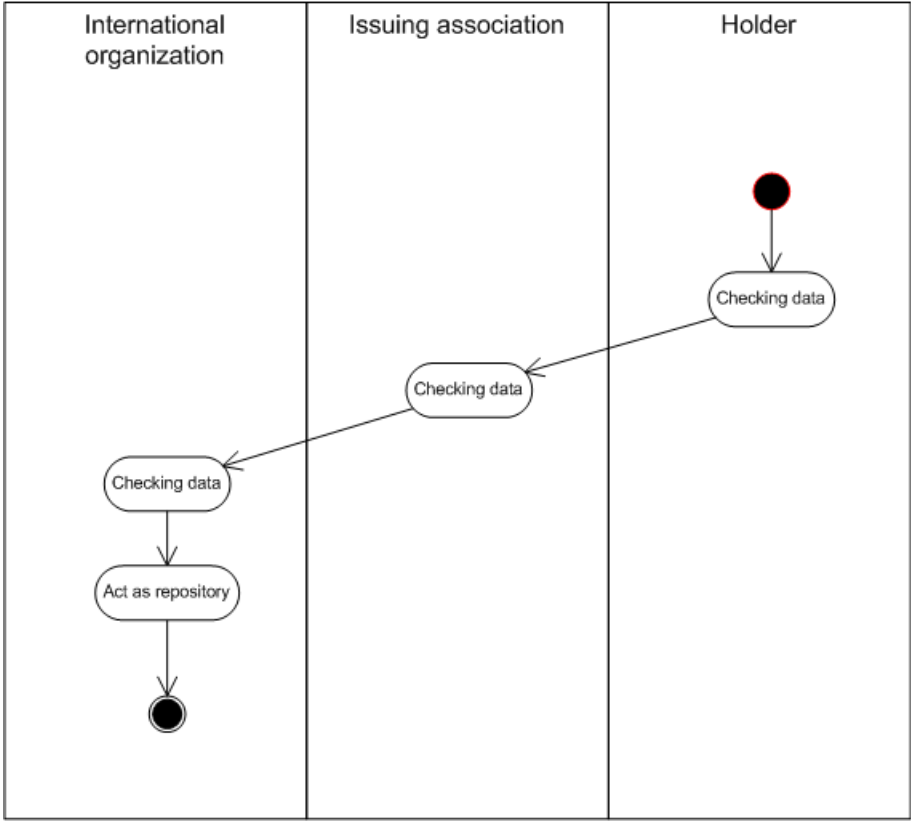 International
organization
Issuing association
Holder
Checking data
Checking data
Checking data
Act as repository